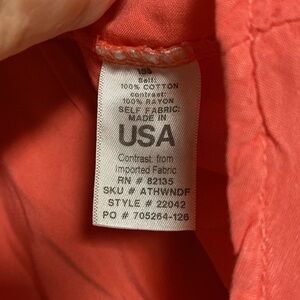 Self:
100% COTTON
contrast:
100% RAYON
SELF FABRIC:
MADE IN
USA
Contrast: from
Imported Fabric
RN # 82135
SKU # ATHWNDF
STYLE # 22042
PO # 705264-126